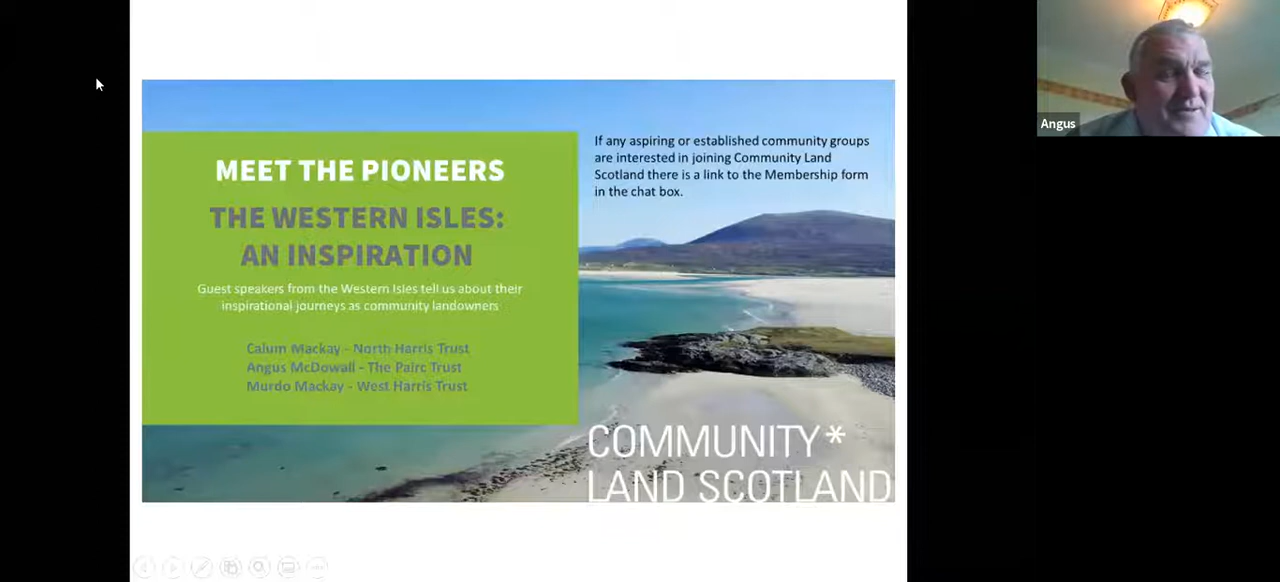 MEET THE PIONEERS
THE WESTERN ISLES:
AN INSPIRATION
Guest speakers from the Western Isles tell us about their
inspirational journeys as community landowners
Calum Mackay - North Harris Trust
Angus McDowall - The Pairc Trust
Murdo Mackay - West Harris Trust
If any aspiring or established community groups
are interested in joining Community Land
Scotland there is a link to the Membership form
in the chat box.
COMMUNITY*
LAND SCOTLAND
Angus